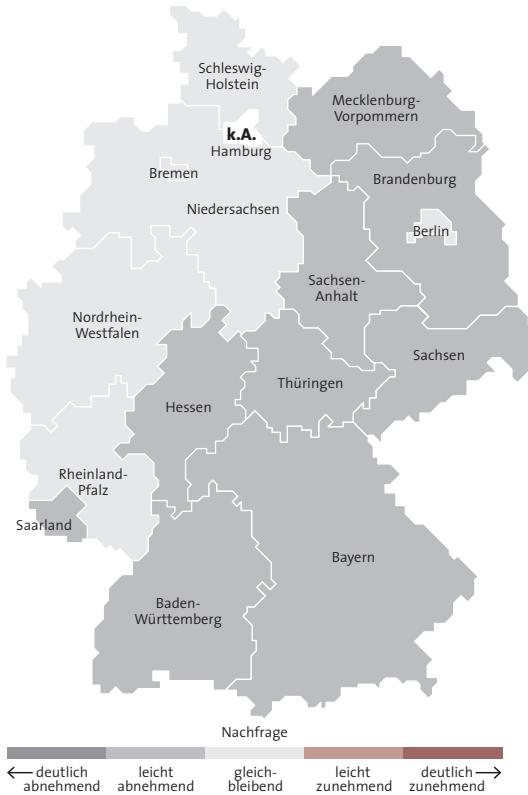 Schleswig-
Holstein
Mecklenburg-
Vorpommern
k.A.
Hamburg
Bremen
Brandenburg
Niedersachsen
Berlin
Sachsen-
Anhalt
Nordrhein-
Westfalen
Sachsen
Thüringen
Hessen
Rheinland-
Pfalz
Saarland
Bayern
Baden-
Württemberg
Nachfrage
← deutlich abnehmend
leicht abnehmend
gleich-
bleibend
leicht zunehmend
deutlich → zunehmend